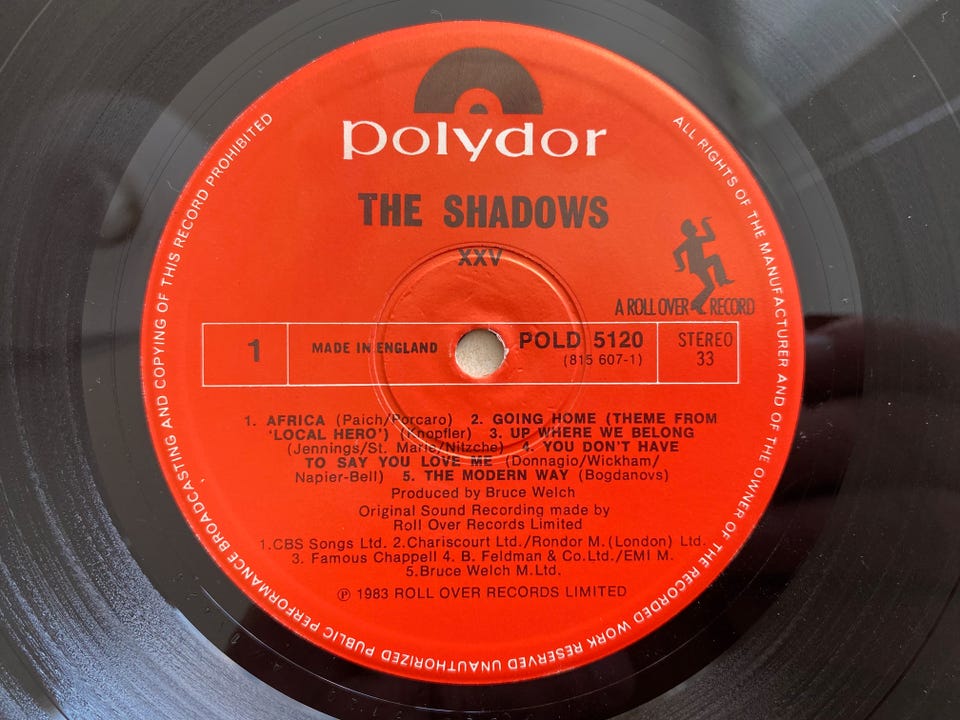 polydor
THE SHADOWS
XXV
A ROLL OVER RECORD
1
MADE IN ENGLAND
POLD 5120
(815 607-1)
STEREO
33
1. AFRICA (Paich/Porcaro) 2. GOING HOME (THEME FROM
'LOCAL HERO') (Knopfler) 3. UP WHERE WE BELONG
(Jennings/St. Marie/Nitzche) 4. YOU DON'T HAVE
TO SAY YOU LOVE ME (Donnagio/Wickham/
Napier-Bell) 5. THE MODERN WAY (Bogdanovs)
Produced by Bruce Welch
Original Sound Recording made by
Roll Over Records Limited
1.CBS Songs Ltd. 2.Chariscourt Ltd./Rondor M.(London) Ltd.
3. Famous Chappell 4. B. Feldman & Co.Ltd./EMI M.
5.Bruce Welch M.Ltd.
℗ 1983 ROLL OVER RECORDS LIMITED
ALL RIGHTS OF THE MANUFACTURER AND OF THE OWNER OF THE RECORDED WORK RESERVED UNAUTHORIZED PUBLIC PERFORMANCE BROADCASTING AND COPYING OF THIS RECORD PROHIBITED